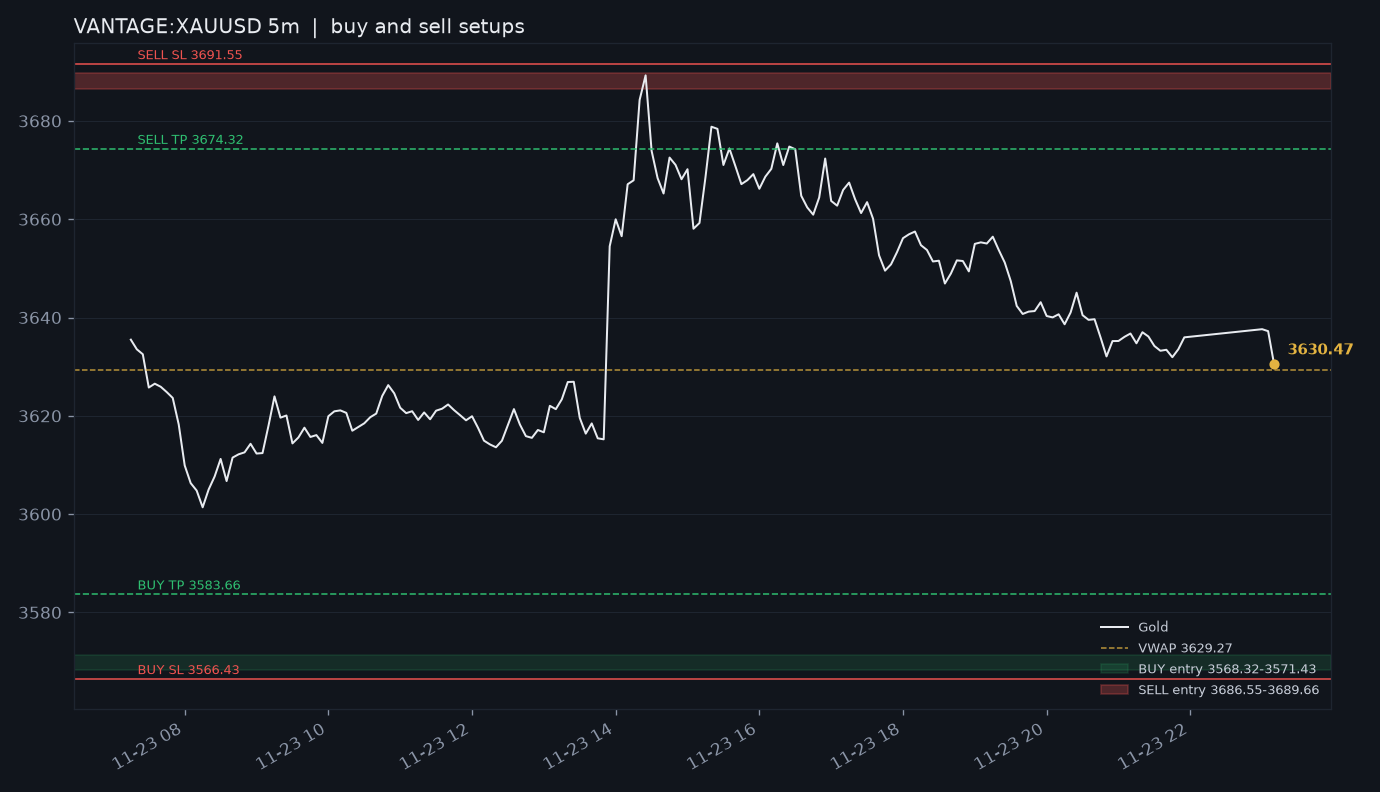 VANTAGE:XAUUSD 5m | buy and sell setups
SELL SL 3691.55
3680
SELL TP 3674.32
3660
3640
3630.47
3620
3600
BUY TP 3583.66
3580
Gold
VWAP 3629.27
BUY SL 3566.43
BUY entry 3568.32-3571.43
SELL entry 3686.55-3689.66
11-23 08
11-23 10
11-23 12
11-23 14
11-23 16
11-23 18
11-23 20
11-23 22